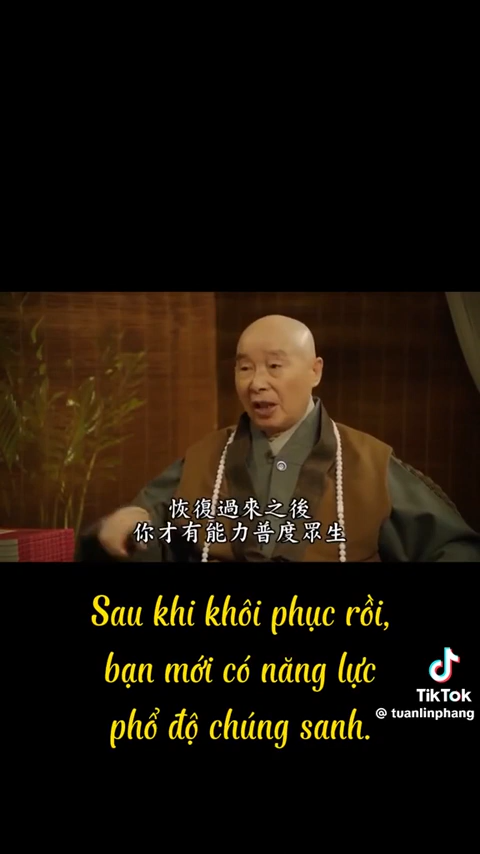 恢復過來之後
你才有能力普度眾生
Sau khi khôi phục rồi,
bạn mới có năng lực
phổ độ chúng sanh.
TikTok
@ tuanlinphang